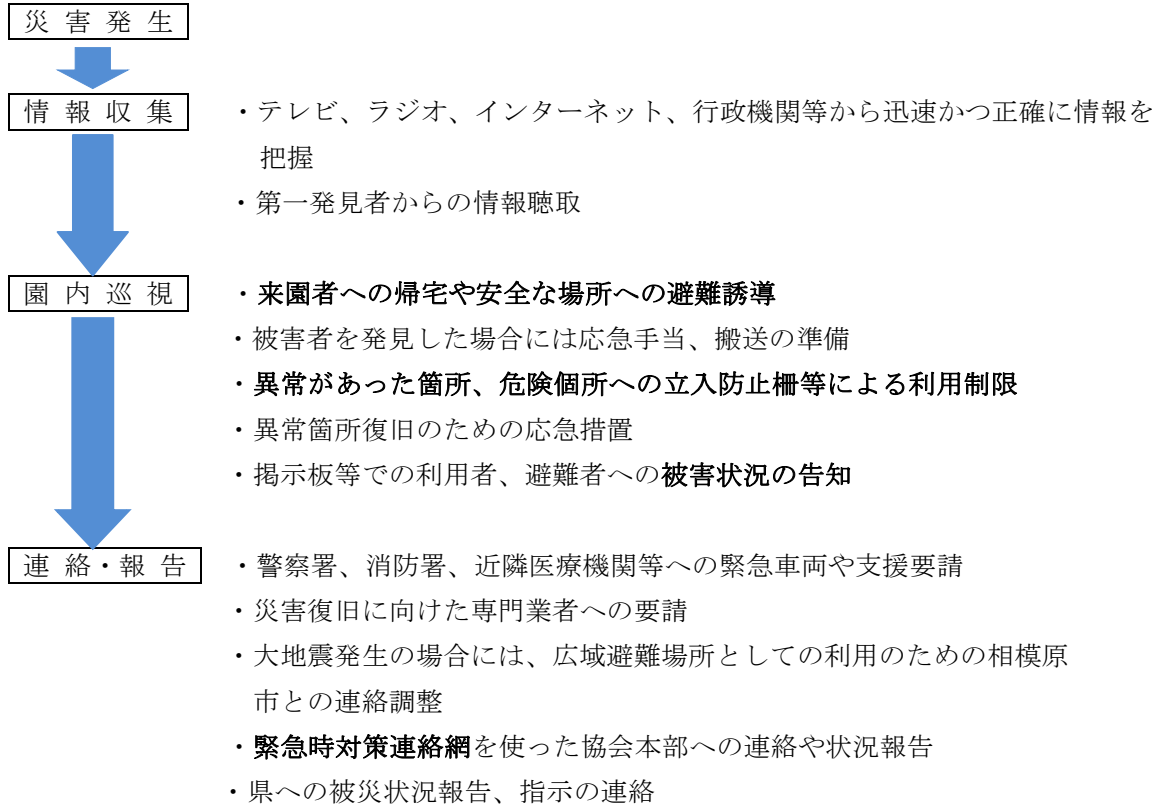 災 害 発 生
情 報 収 集
・テレビ、ラジオ、インターネット、行政機関等から迅速かつ正確に情報を
把握
・第一発見者からの情報聴取
園 内 巡 視
・来園者への帰宅や安全な場所への避難誘導
・被害者を発見した場合には応急手当、搬送の準備
・異常があった箇所、危険個所への立入防止柵等による利用制限
・異常箇所復旧のための応急措置
・掲示板等での利用者、避難者への被害状況の告知
連 絡・報 告
・警察署、消防署、近隣医療機関等への緊急車両や支援要請
・災害復旧に向けた専門業者への要請
・大地震発生の場合には、広域避難場所としての利用のための相模原
市との連絡調整
・緊急時対策連絡網を使った協会本部への連絡や状況報告
・県への被災状況報告、指示の連絡